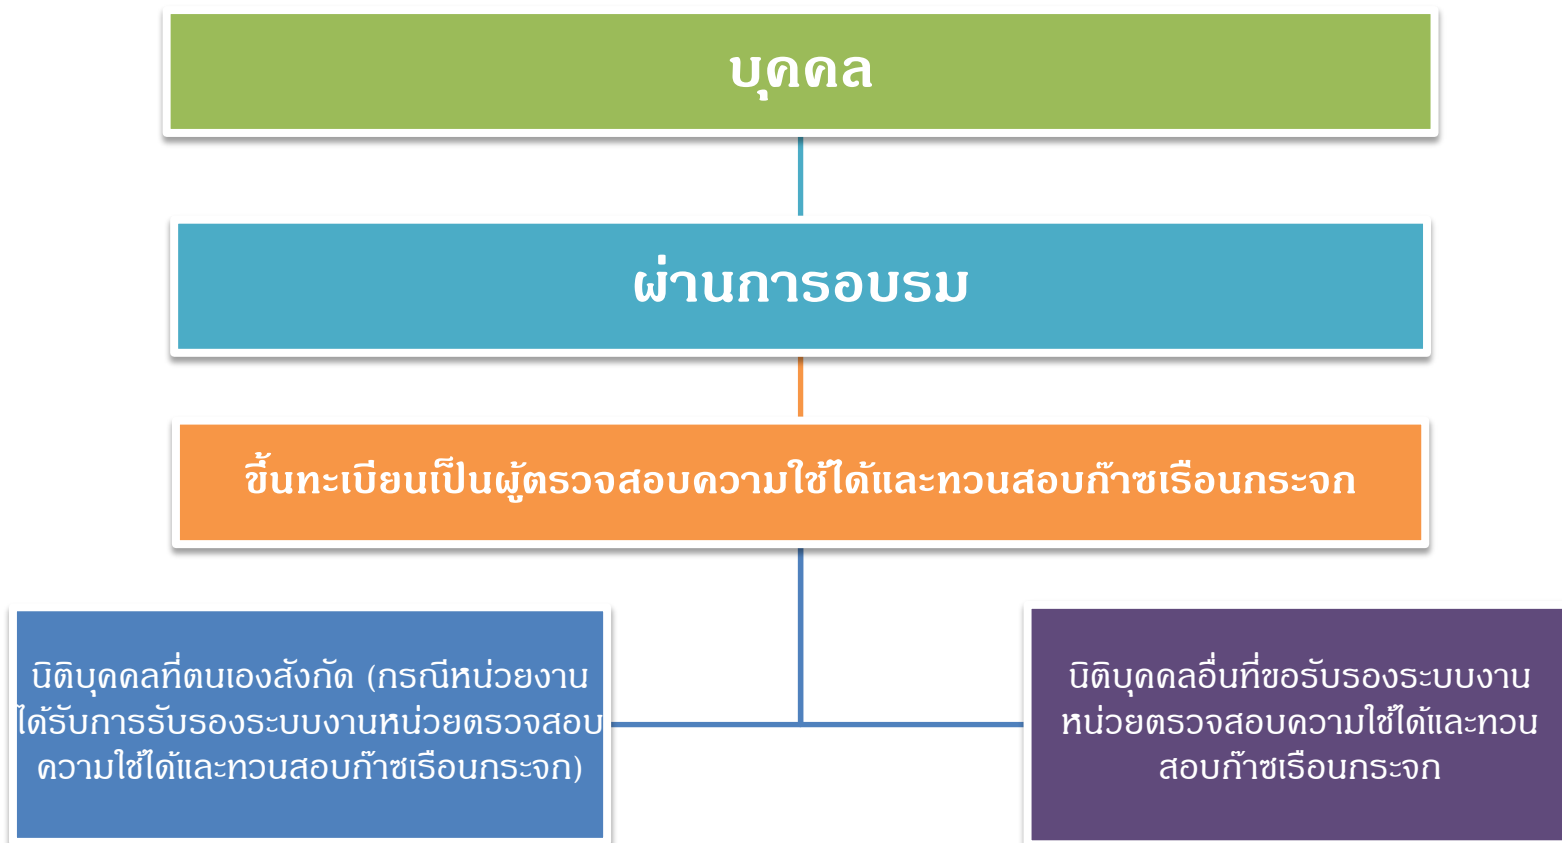 บุคคล
ผ่านการอบรม
ขึ้นทะเบียนเป็นผู้ตรวจสอบความใช้ได้และทวนสอบก๊าซเรือนกระจก
นิติบุคคลที่ตนเองสังกัด (กรณีหน่วยงาน
ได้รับการรับรองระบบงานหน่วยตรวจสอบ
ความใช้ได้และทวนสอบก๊าซเรือนกระจก)
นิติบุคคลอื่นที่ขอรับรองระบบงาน
หน่วยตรวจสอบความใช้ได้และทวน
สอบก๊าซเรือนกระจก